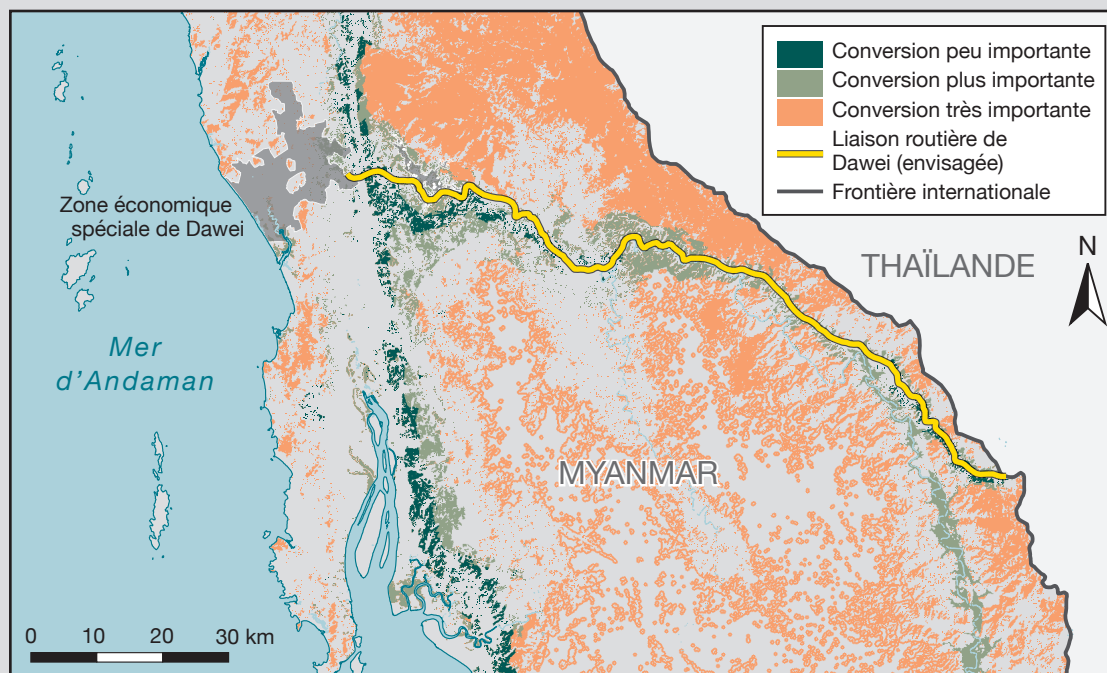 Conversion peu importante
Conversion plus importante
Conversion très importante
Liaison routière de
Dawei (envisagée)
Frontière internationale
Zone économique
spéciale de Dawei
THAÏLANDE
N
Mer
d’Andaman
MYANMAR
0 10 20 30 km